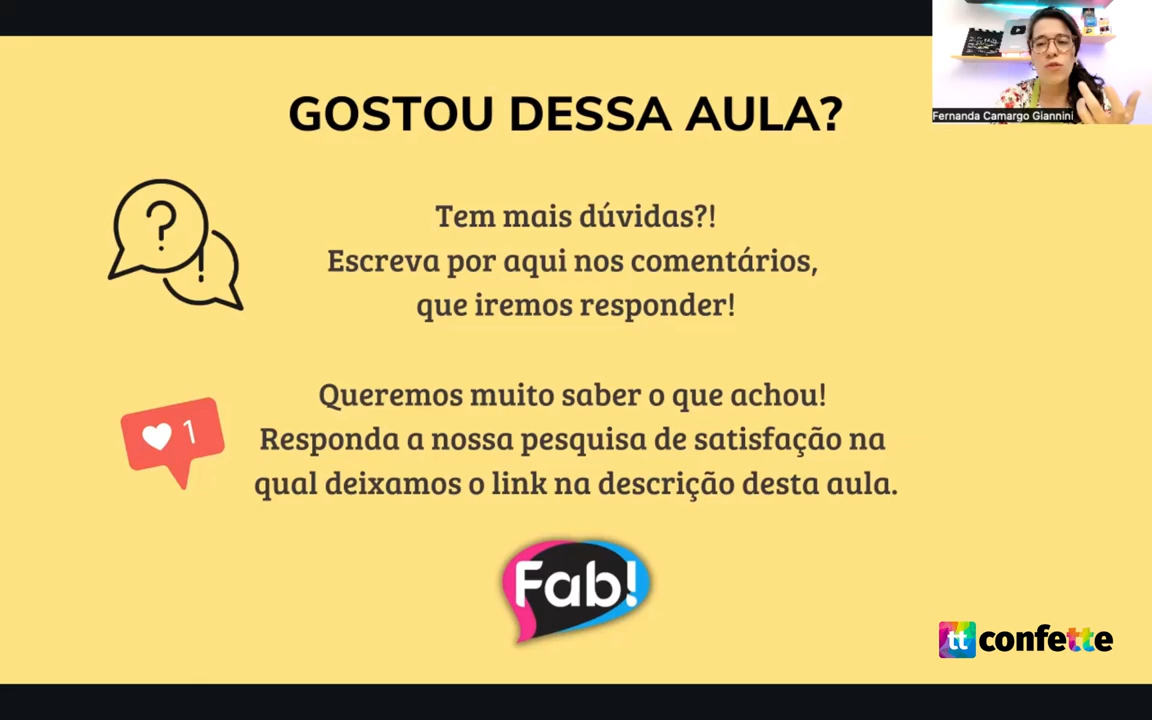 GOSTOU DESSA AULA?
Fernanda Camargo Giannini
Tem mais dúvidas?!
Escreva por aqui nos comentários,
que iremos responder!
Queremos muito saber o que achou!
1
Responda a nossa pesquisa de satisfação na
qual deixamos o link na descrição desta aula.
Fab!
tt confette